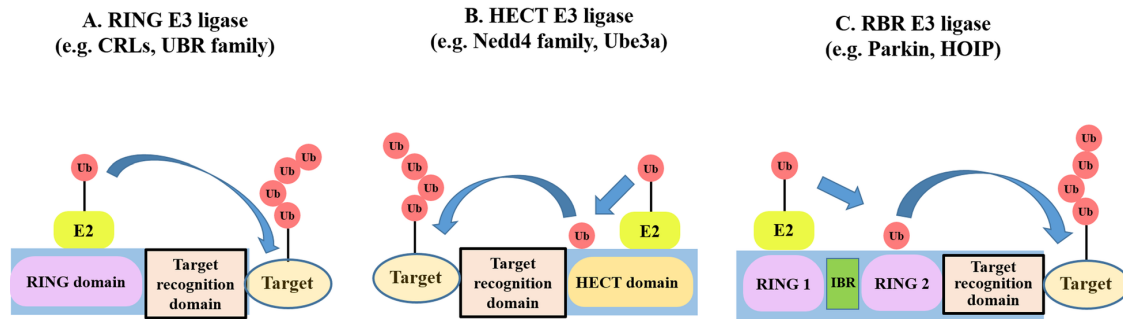 A. RING E3 ligase
(e.g. CRLs, UBR family)
Ub
Ub
Ub
Ub
Ub
E2
RING domain
Target
recognition
domain
Target
B. HECT E3 ligase
(e.g. Nedd4 family, Ube3a)
Ub
Ub
Ub
Ub
Ub
Ub
E2
Target
Target
recognition
domain
HECT domain
C. RBR E3 ligase
(e.g. Parkin, HOIP)
Ub
Ub
Ub
Ub
Ub
Ub
E2
RING 1
IBR
RING 2
Target
recognition
domain
Target